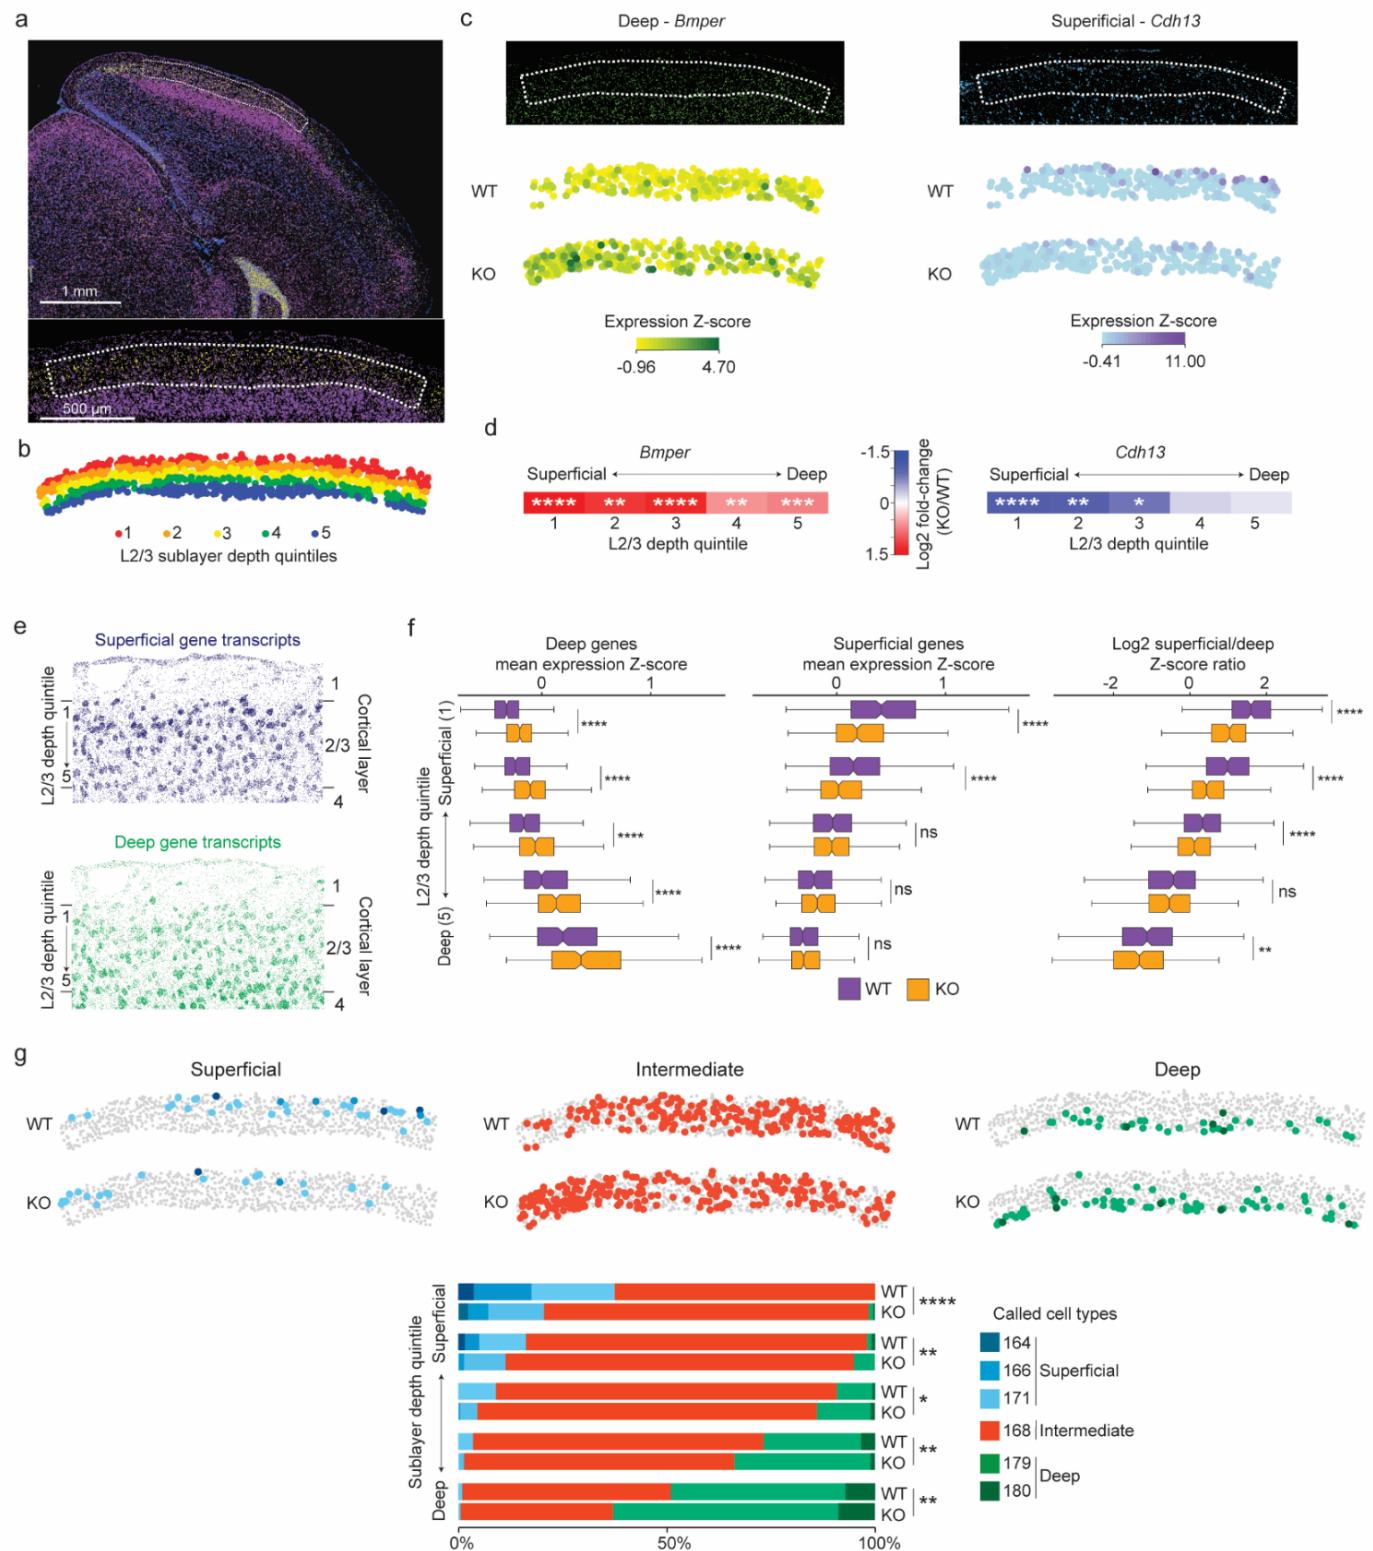 a
1 mm
500 µm
b
1 2 3 4 5
L2/3 sublayer depth quintiles
c
Deep - Bmper
Superificial - Cdh13
WT
KO
Expression Z-score
-0.96 4.70
Expression Z-score
-0.41 11.00
d
Bmper
Superficial Deep
**** ** **** ** ***
1 2 3 4 5
L2/3 depth quintile
-1.5
0
1.5
Log2 fold-change
(KO/WT)
Cdh13
Superficial Deep
**** ** *
1 2 3 4 5
L2/3 depth quintile
e
Superficial gene transcripts
L2/3 depth quintile
1
5
1
2/3
4
Cortical layer
Deep gene transcripts
L2/3 depth quintile
1
5
1
2/3
4
Cortical layer
f
Deep genes
mean expression Z-score
0 1
Superficial genes
mean expression Z-score
0 1
Log2 superficial/deep
Z-score ratio
-2 0 2
L2/3 depth quintile
Superficial (1)
Deep (5)
**** **** ****
**** **** ****
**** ns ****
**** ns ns
**** ns **
WT KO
g
Superficial
WT
KO
Intermediate
WT
KO
Deep
WT
KO
Sublayer depth quintile
Superficial
Deep
WT
KO
****
WT
KO
**
WT
KO
*
WT
KO
**
WT
KO
**
0% 50% 100%
Called cell types
164
166
171
Superficial
168 Intermediate
179
180
Deep